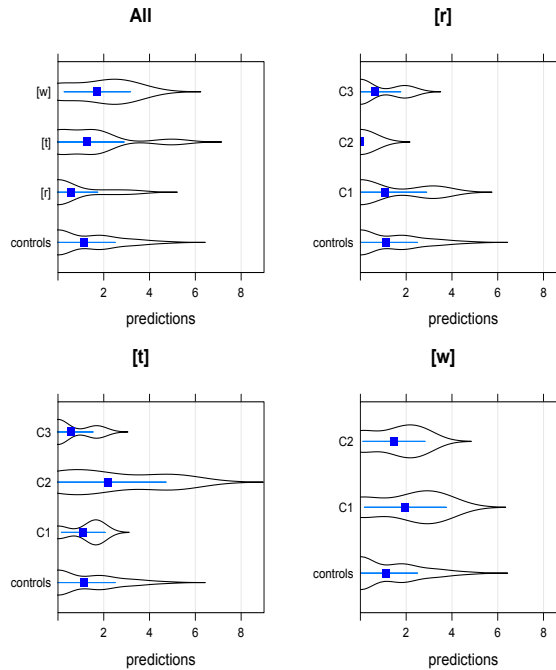 All
[w]
[t]
[r]
controls
2 4 6 8
predictions
[r]
C3
C2
C1
controls
2 4 6 8
predictions
[t]
C3
C2
C1
controls
2 4 6 8
predictions
[w]
C2
C1
controls
2 4 6 8
predictions